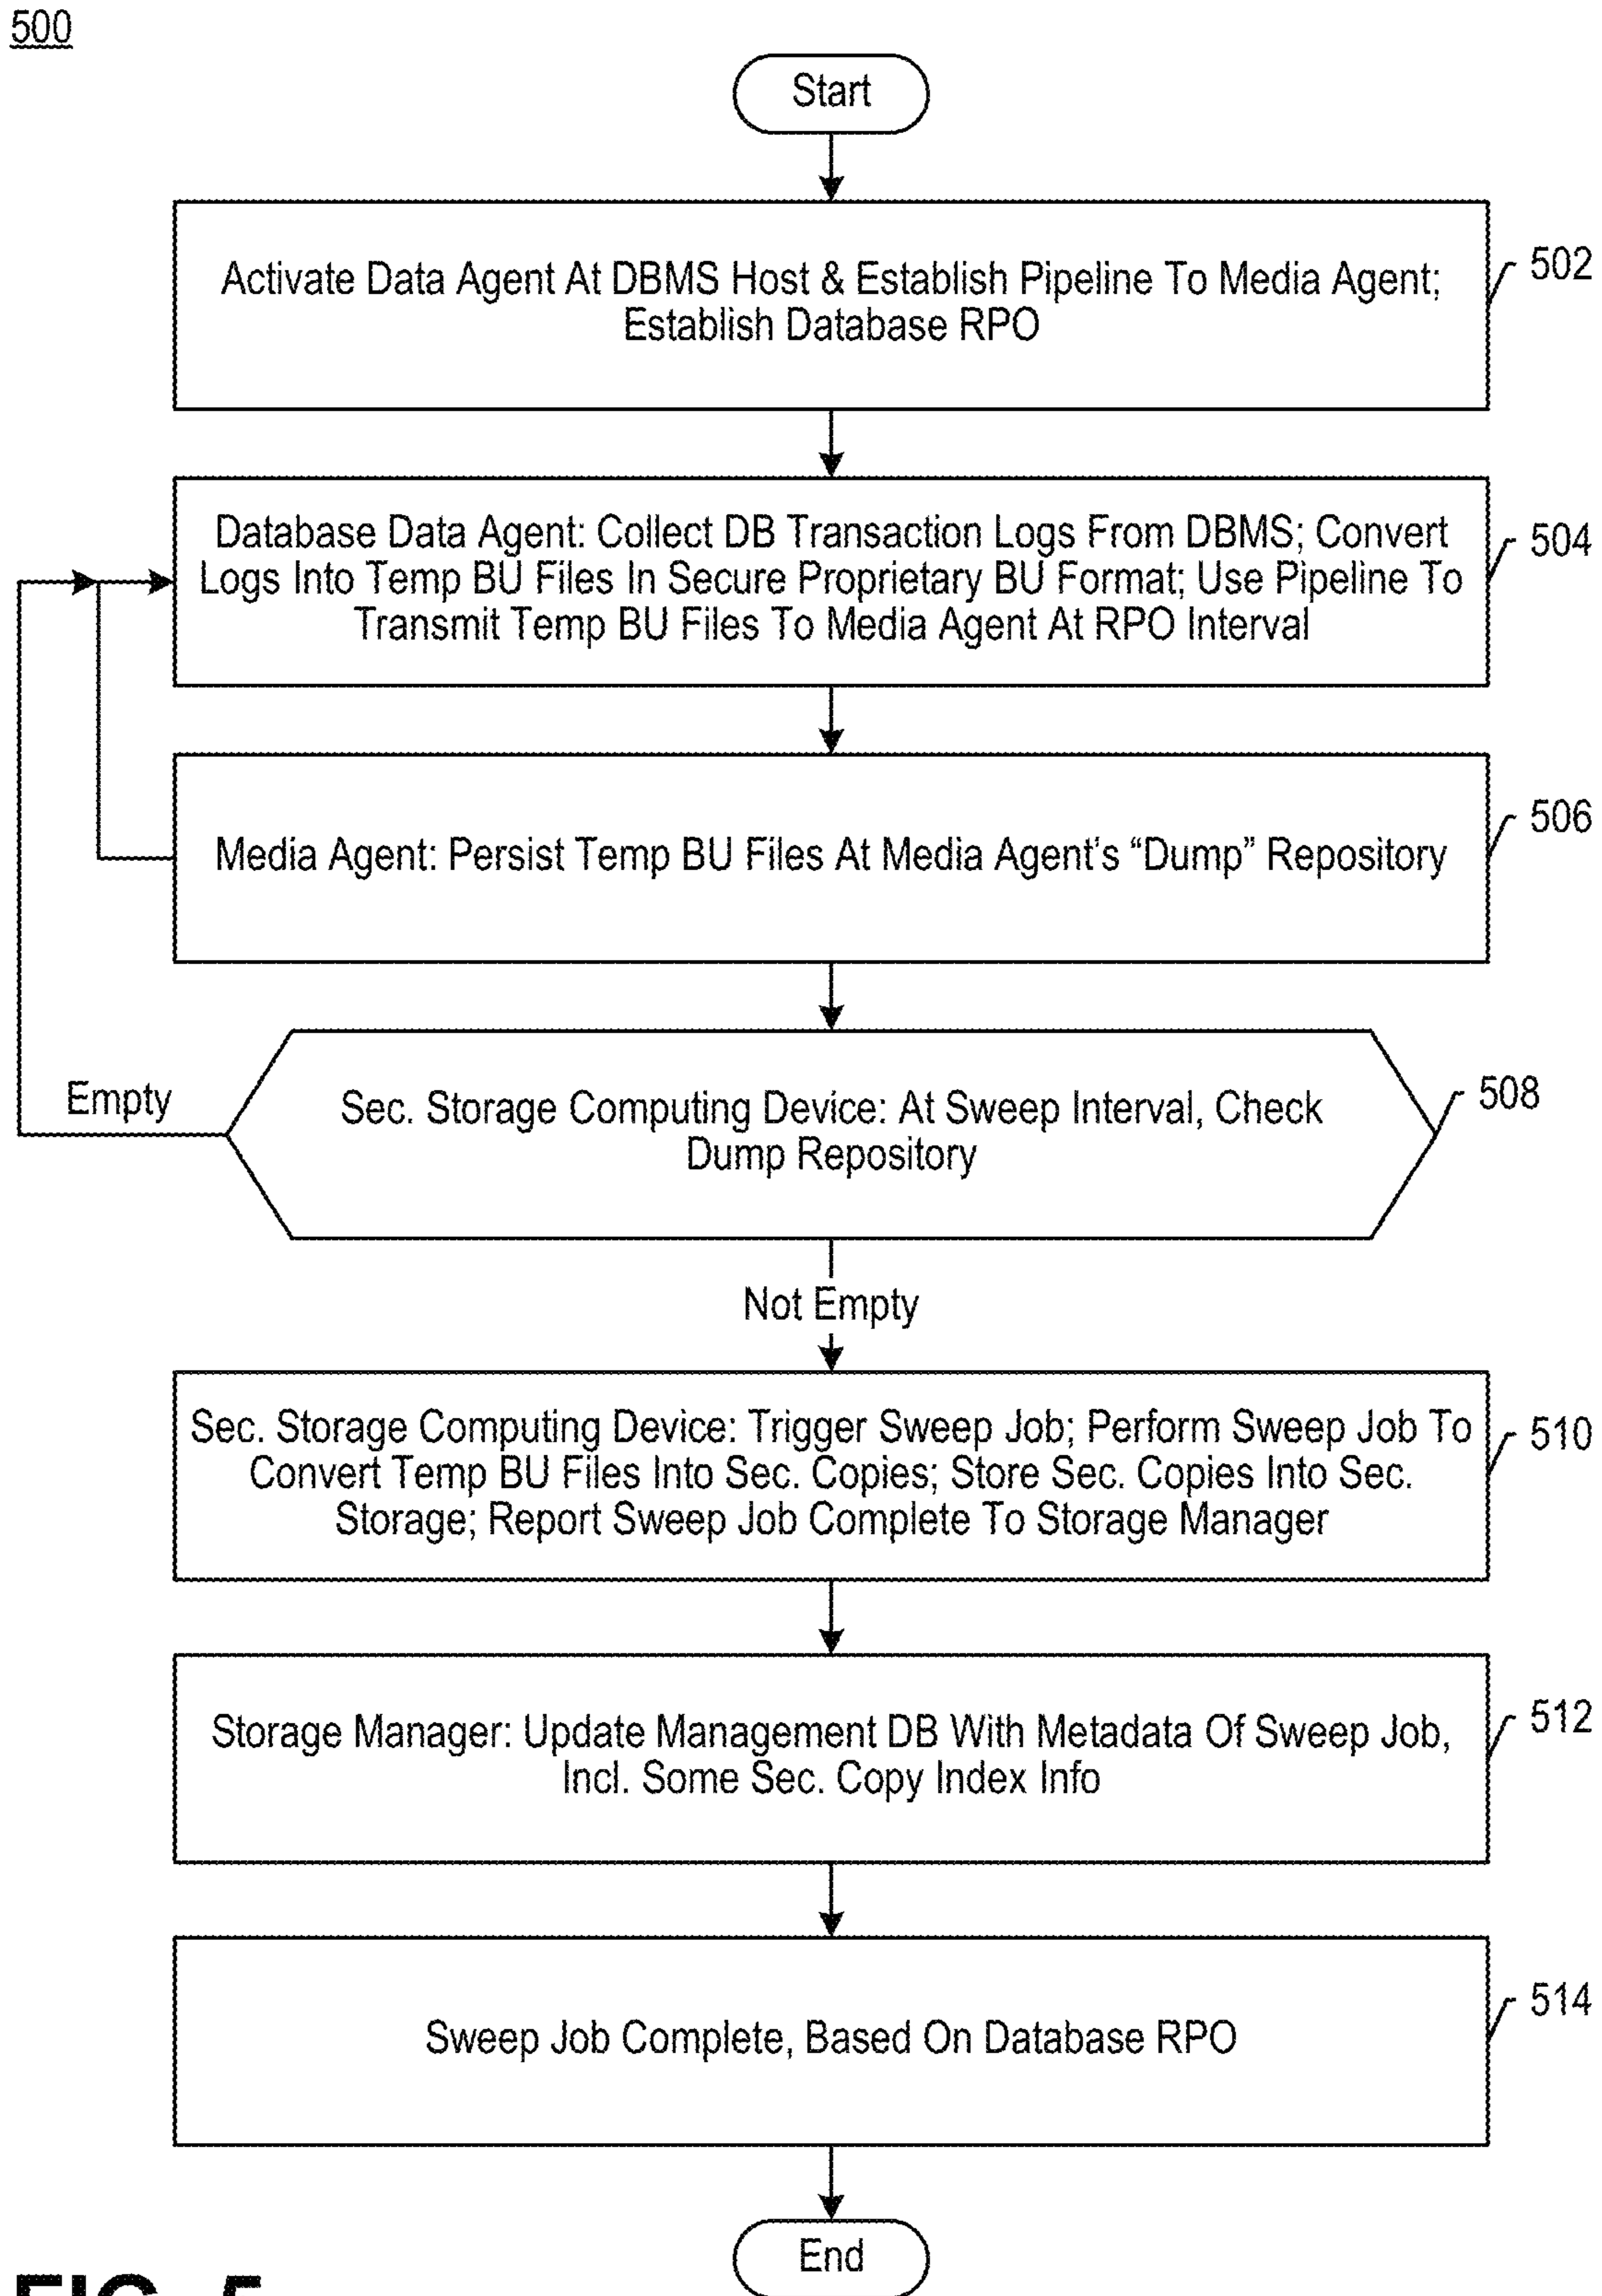 500
Start
Activate Data Agent At DBMS Host & Establish Pipeline To Media Agent;
Establish Database RPO
502
Database Data Agent: Collect DB Transaction Logs From DBMS; Convert
Logs Into Temp BU Files In Secure Proprietary BU Format; Use Pipeline To
Transmit Temp BU Files To Media Agent At RPO Interval
504
Media Agent: Persist Temp BU Files At Media Agent's “Dump” Repository
506
Empty
Sec. Storage Computing Device: At Sweep Interval, Check
Dump Repository
508
Not Empty
Sec. Storage Computing Device: Trigger Sweep Job; Perform Sweep Job To
Convert Temp BU Files Into Sec. Copies; Store Sec. Copies Into Sec.
Storage; Report Sweep Job Complete To Storage Manager
510
Storage Manager: Update Management DB With Metadata Of Sweep Job,
Incl. Some Sec. Copy Index Info
512
Sweep Job Complete, Based On Database RPO
514
End
FIG. 5